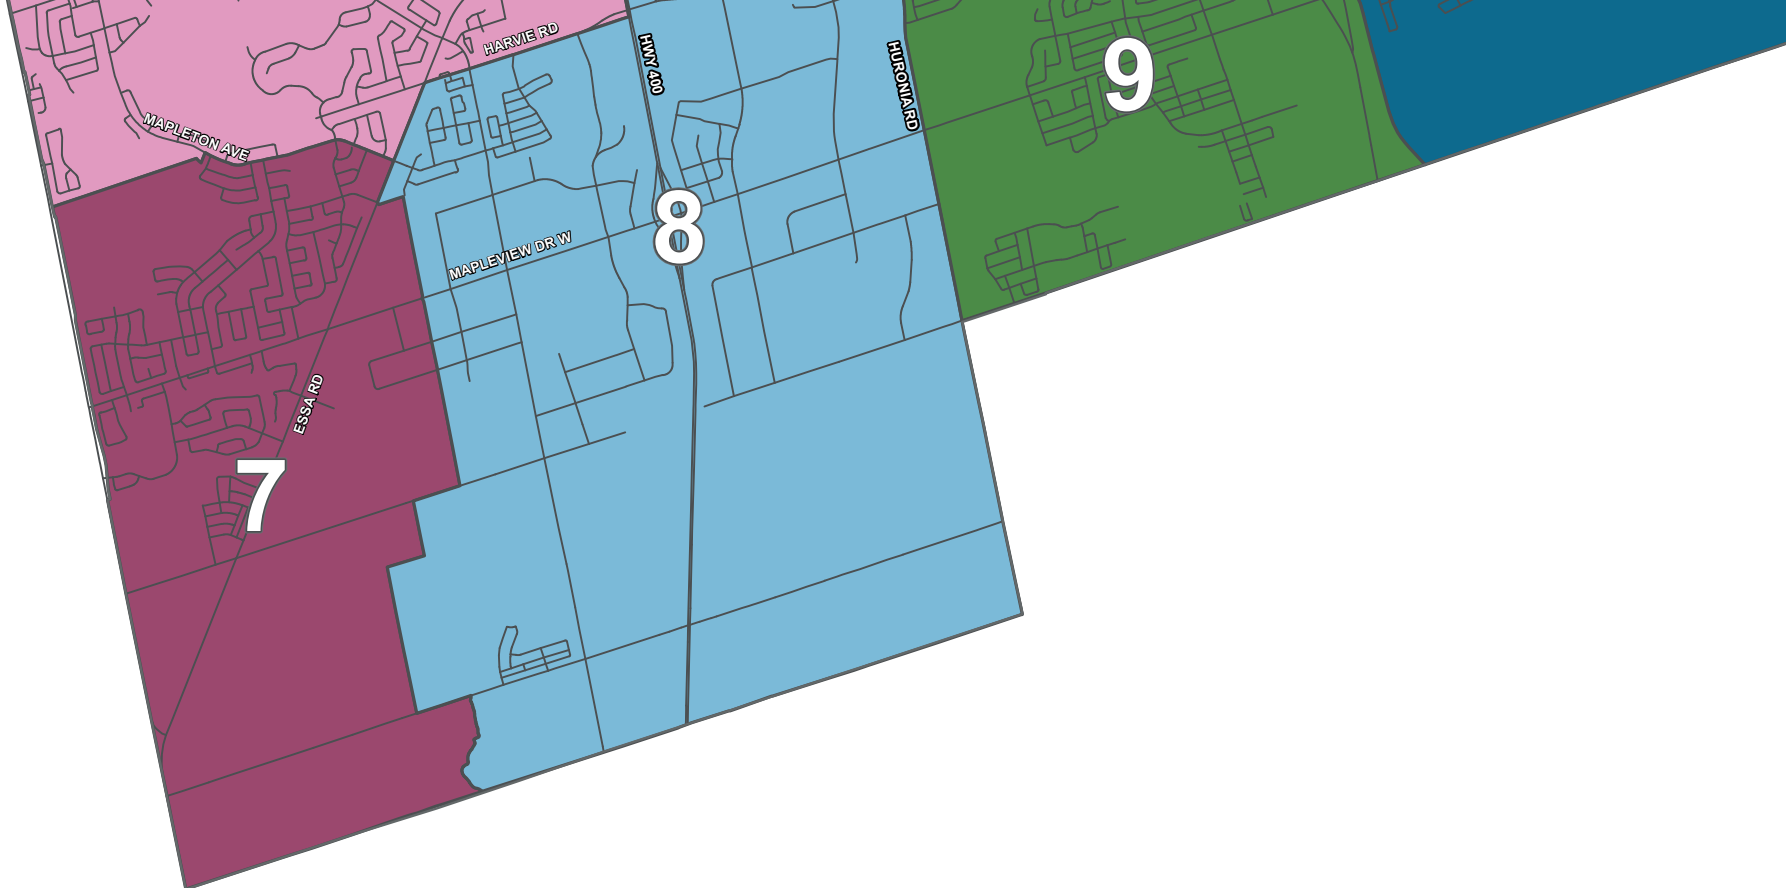 HARVIE RD
HWY 400
HURONIA RD
9
MAPLETON AVE
8
MAPLEVIEW DR W
ESSA RD
7